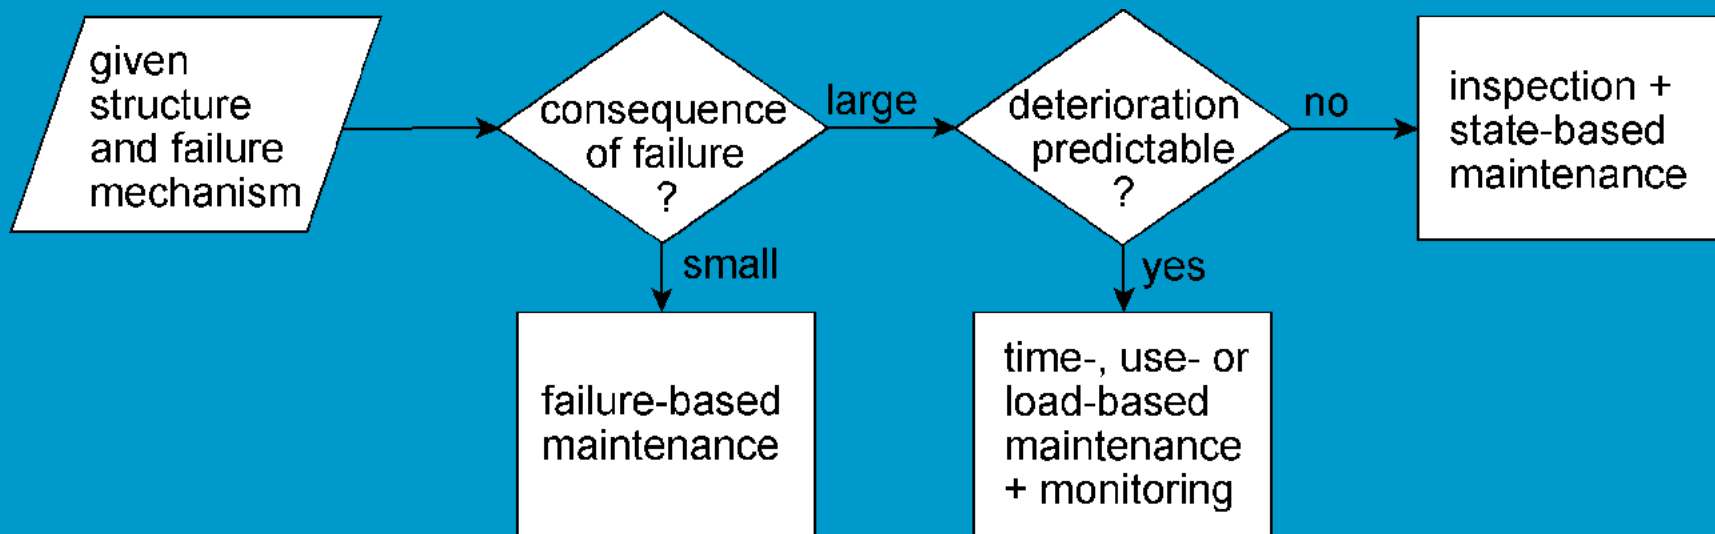 given
structure
and failure
mechanism
consequence
of failure
?
large
deterioration
predictable
?
no
inspection +
state-based
maintenance
small
yes
failure-based
maintenance
time-, use- or
load-based
maintenance
+ monitoring